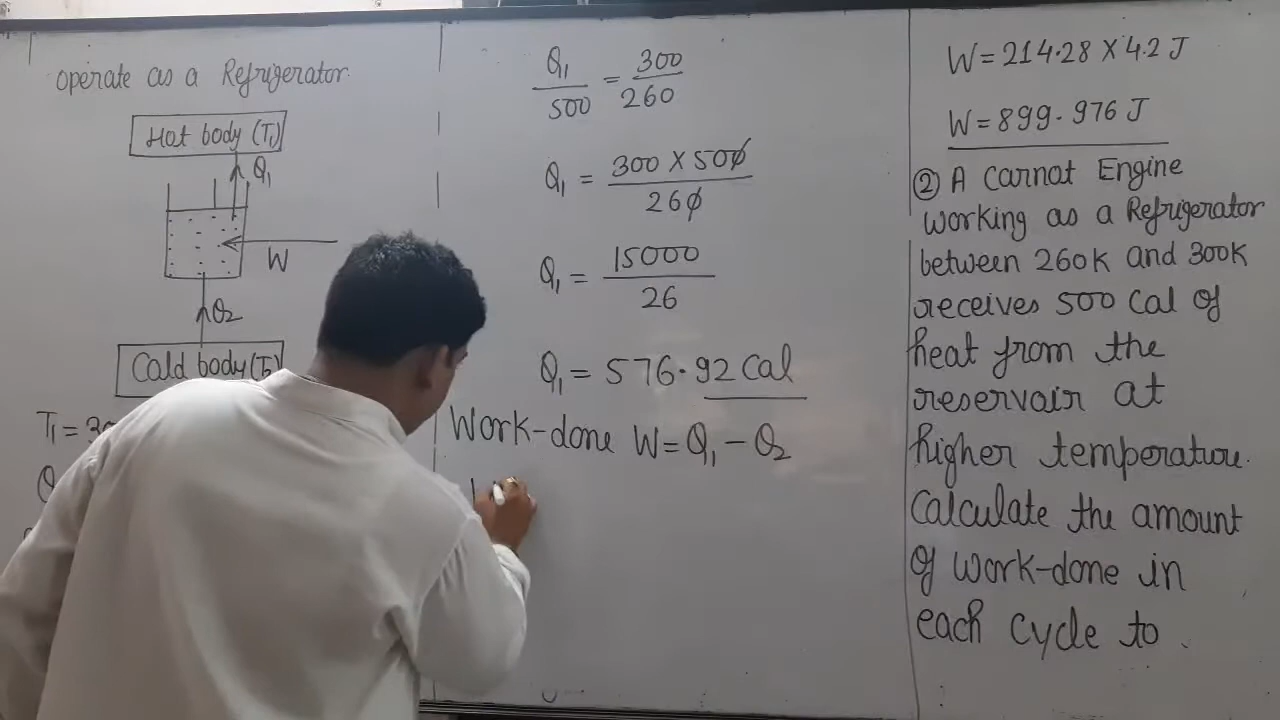 operate as a Refrigerator
Hot body (T₁)
Q₁
W
Q₂
Cold body (T
T₁ = 30
Q₁/500 = 300/260
Q₁ = 300 X 500/260
Q₁ = 15000/26
Q₁ = 576.92 Cal
Work-done W = Q₁ - Q₂
W = 214.28 X 4.2 J
W = 899.976 J
② A Carnot Engine
working as a Refrigerator
between 260K and 300K
receives 500 Cal of
heat from the
reservoir at
higher temperature.
Calculate the amount
of work-done in
each cycle to